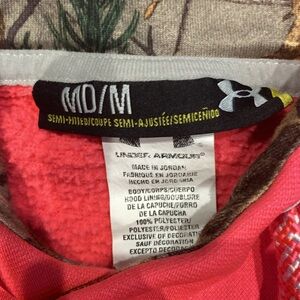 MD/M
SEMI-FITTED/COUPE SEMI-AJUSTÉE/SEMICEÑIDO
UNDER ARMOUR®
MADE IN JORDAN
FABRIQUÉ EN JORDANIE
HECHO EN JORDANIA
BODY/CORPS/CUERPO
HOOD LINING/DOUBLURE
DE LA CAPUCHE/FORRO
DE LA CAPUCHA
100% POLYESTER/
POLYESTER/POLIÉSTER
EXCLUSIVE OF DECORATI
SAUF DÉCORATION
EXCEPTO DECORA